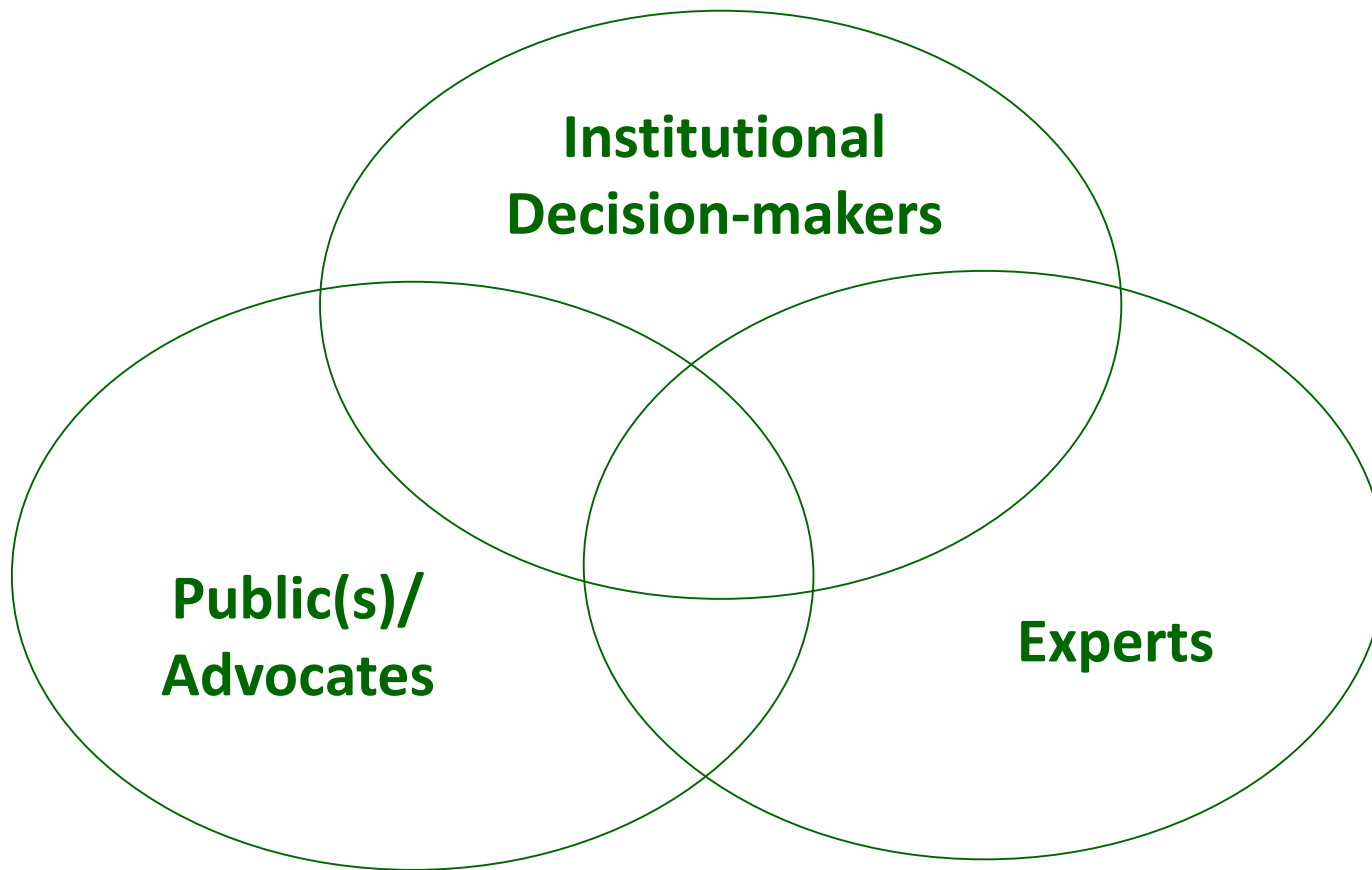 Institutional
Decision-makers
Public(s)/
Advocates
Experts